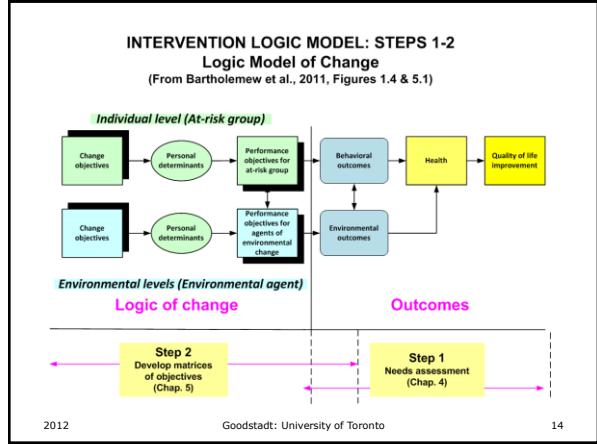 INTERVENTION LOGIC MODEL: STEPS 1-2
Logic Model of Change
(From Bartholemew et al., 2011, Figures 1.4 & 5.1)
Individual level (At-risk group)
Change
objectives
Personal
determinants
Performance
objectives for
at-risk group
Behavioral
outcomes
Health
Quality of life
improvement
Change
objectives
Personal
determinants
Performance
objectives for
agents of
environmental
change
Environmental
outcomes
Environmental levels (Environmental agent)
Logic of change
Outcomes
Step 2
Develop matrices
of objectives
(Chap. 5)
Step 1
Needs assessment
(Chap. 4)
2012
Goodstadt: University of Toronto
14